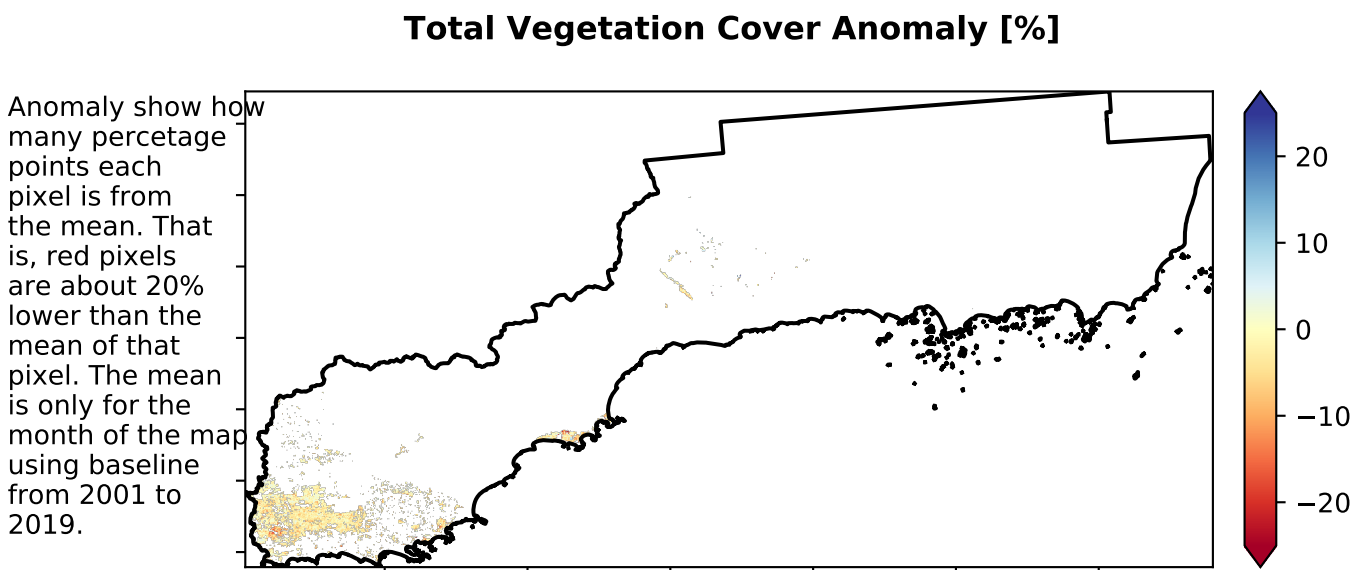 Total Vegetation Cover Anomaly [%]
Anomaly show how
many percetage
points each
pixel is from
the mean. That
is, red pixels
are about 20%
lower than the
mean of that
pixel. The mean
is only for the
month of the map
using baseline
from 2001 to
2019.
20
10
0
−10
−20